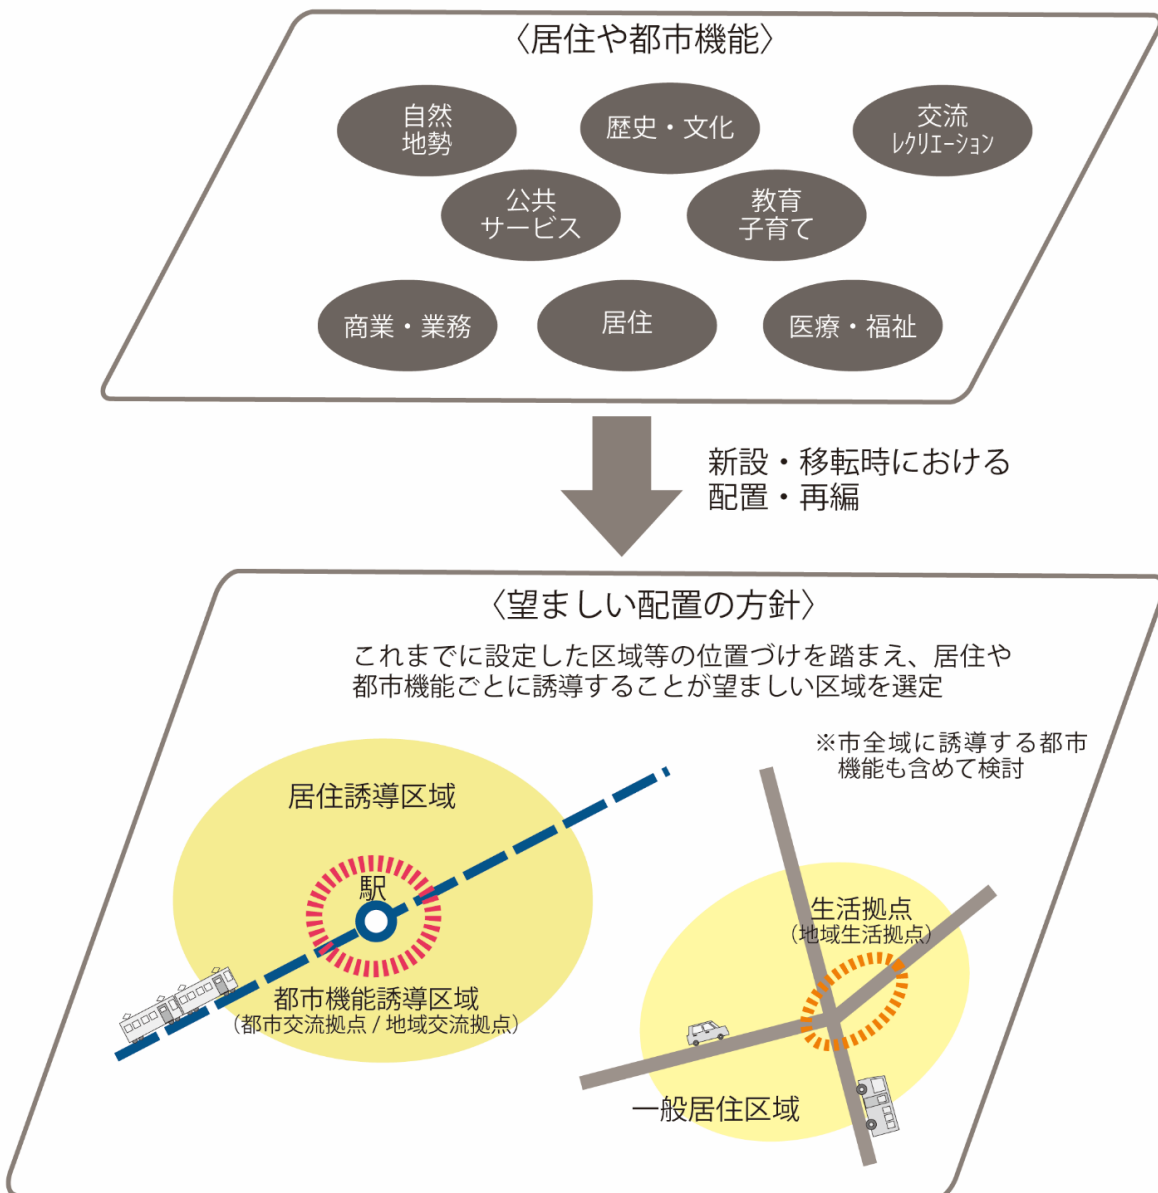 〈居住や都市機能〉
自然
地勢
歴史・文化
交流
ﾚｸﾘｴｰｼｮﾝ
公共
サービス
教育
子育て
商業・業務
居住
医療・福祉
新設・移転時における
配置・再編
〈望ましい配置の方針〉
これまでに設定した区域等の位置づけを踏まえ、居住や
都市機能ごとに誘導することが望ましい区域を選定
※市全域に誘導する都市
機能も含めて検討
居住誘導区域
駅
都市機能誘導区域
（都市交流拠点 / 地域交流拠点）
生活拠点
（地域生活拠点）
一般居住区域